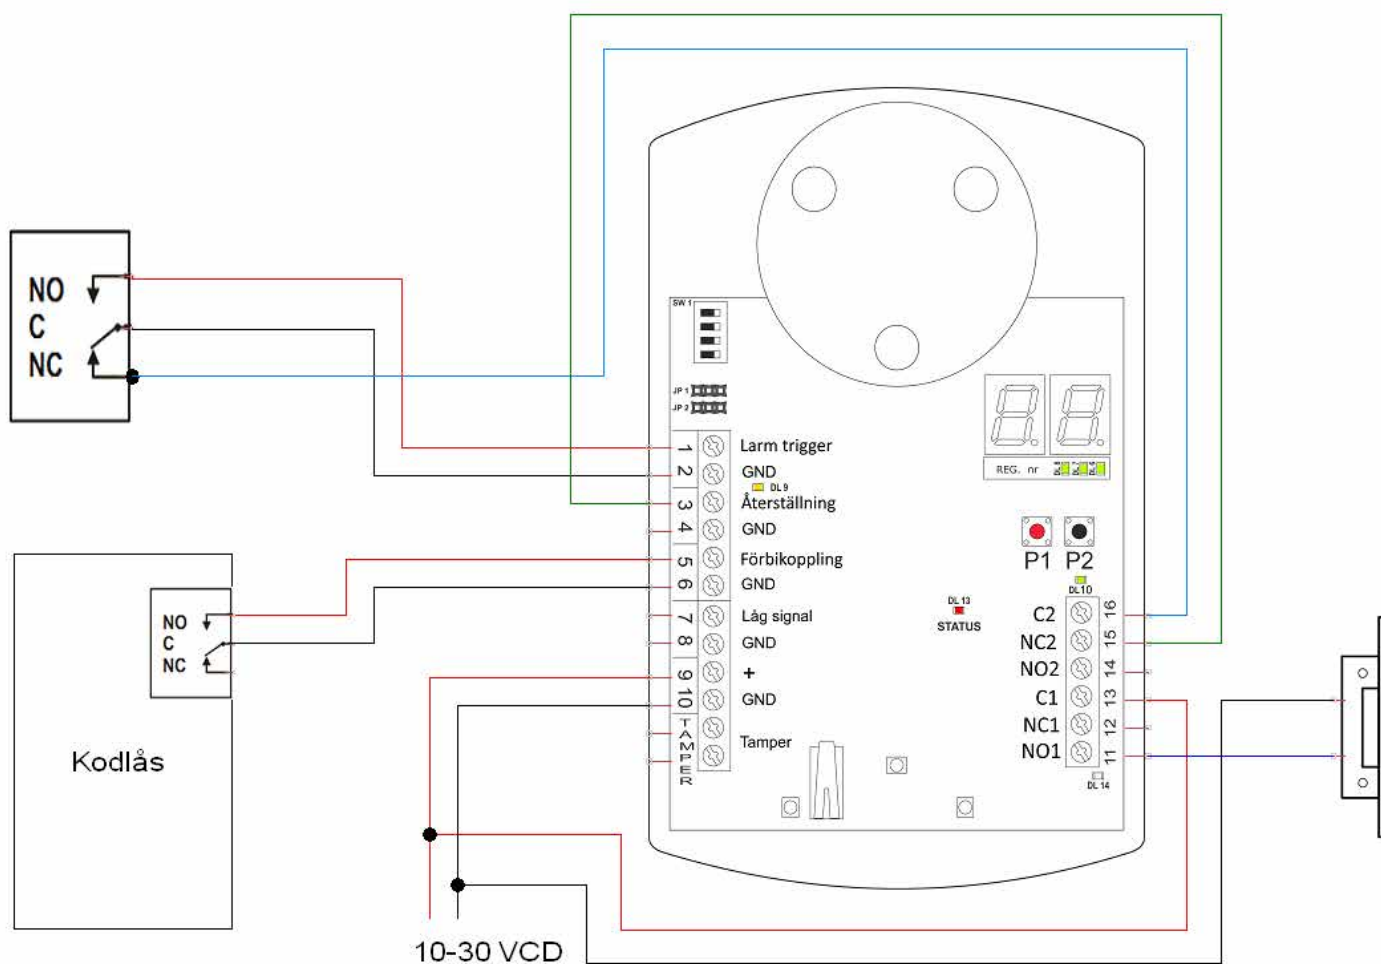 NO
C
NC
NO
C
NC
Kodlås
10-30 VCD
SW 1
JP 1
JP 2
1 Larm trigger
2 GND
DL 9
3 Återställning
4 GND
5 Förbikoppling
6 GND
7 Låg signal
8 GND
9 +
10 GND
TAMPER
Tamper
REG. nr
P1 P2
DL10
DL 13
STATUS
C2 16
NC2 15
NO2 14
C1 13
NC1 12
NO1 11
DL 14